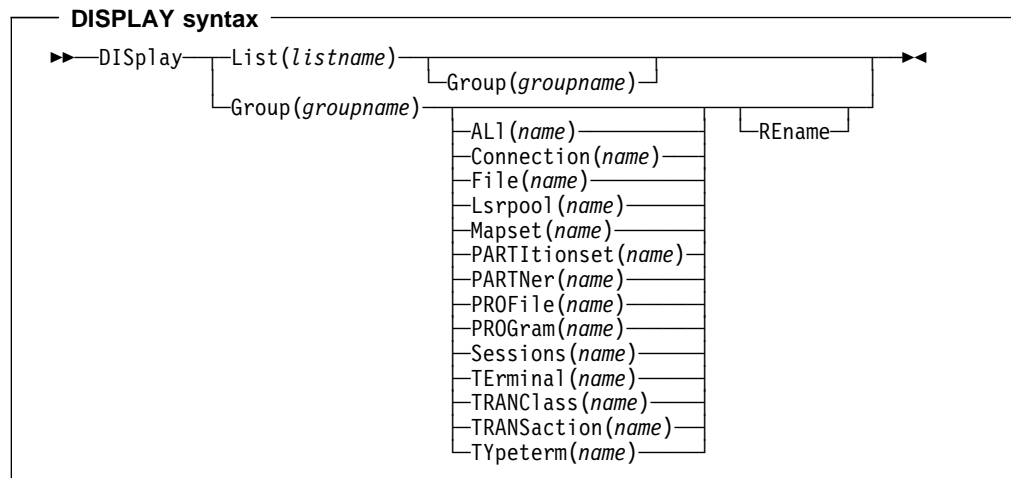 DISPLAY syntax
DISplay List(listname)
Group(groupname)
Group(groupname)
ALl(name) REname
Connection(name)
File(name)
Lsrpool(name)
Mapset(name)
PARTItionset(name)
PARTNer(name)
PROFile(name)
PROGram(name)
Sessions(name)
TErminal(name)
TRANClass(name)
TRANSaction(name)
TYpeterm(name)